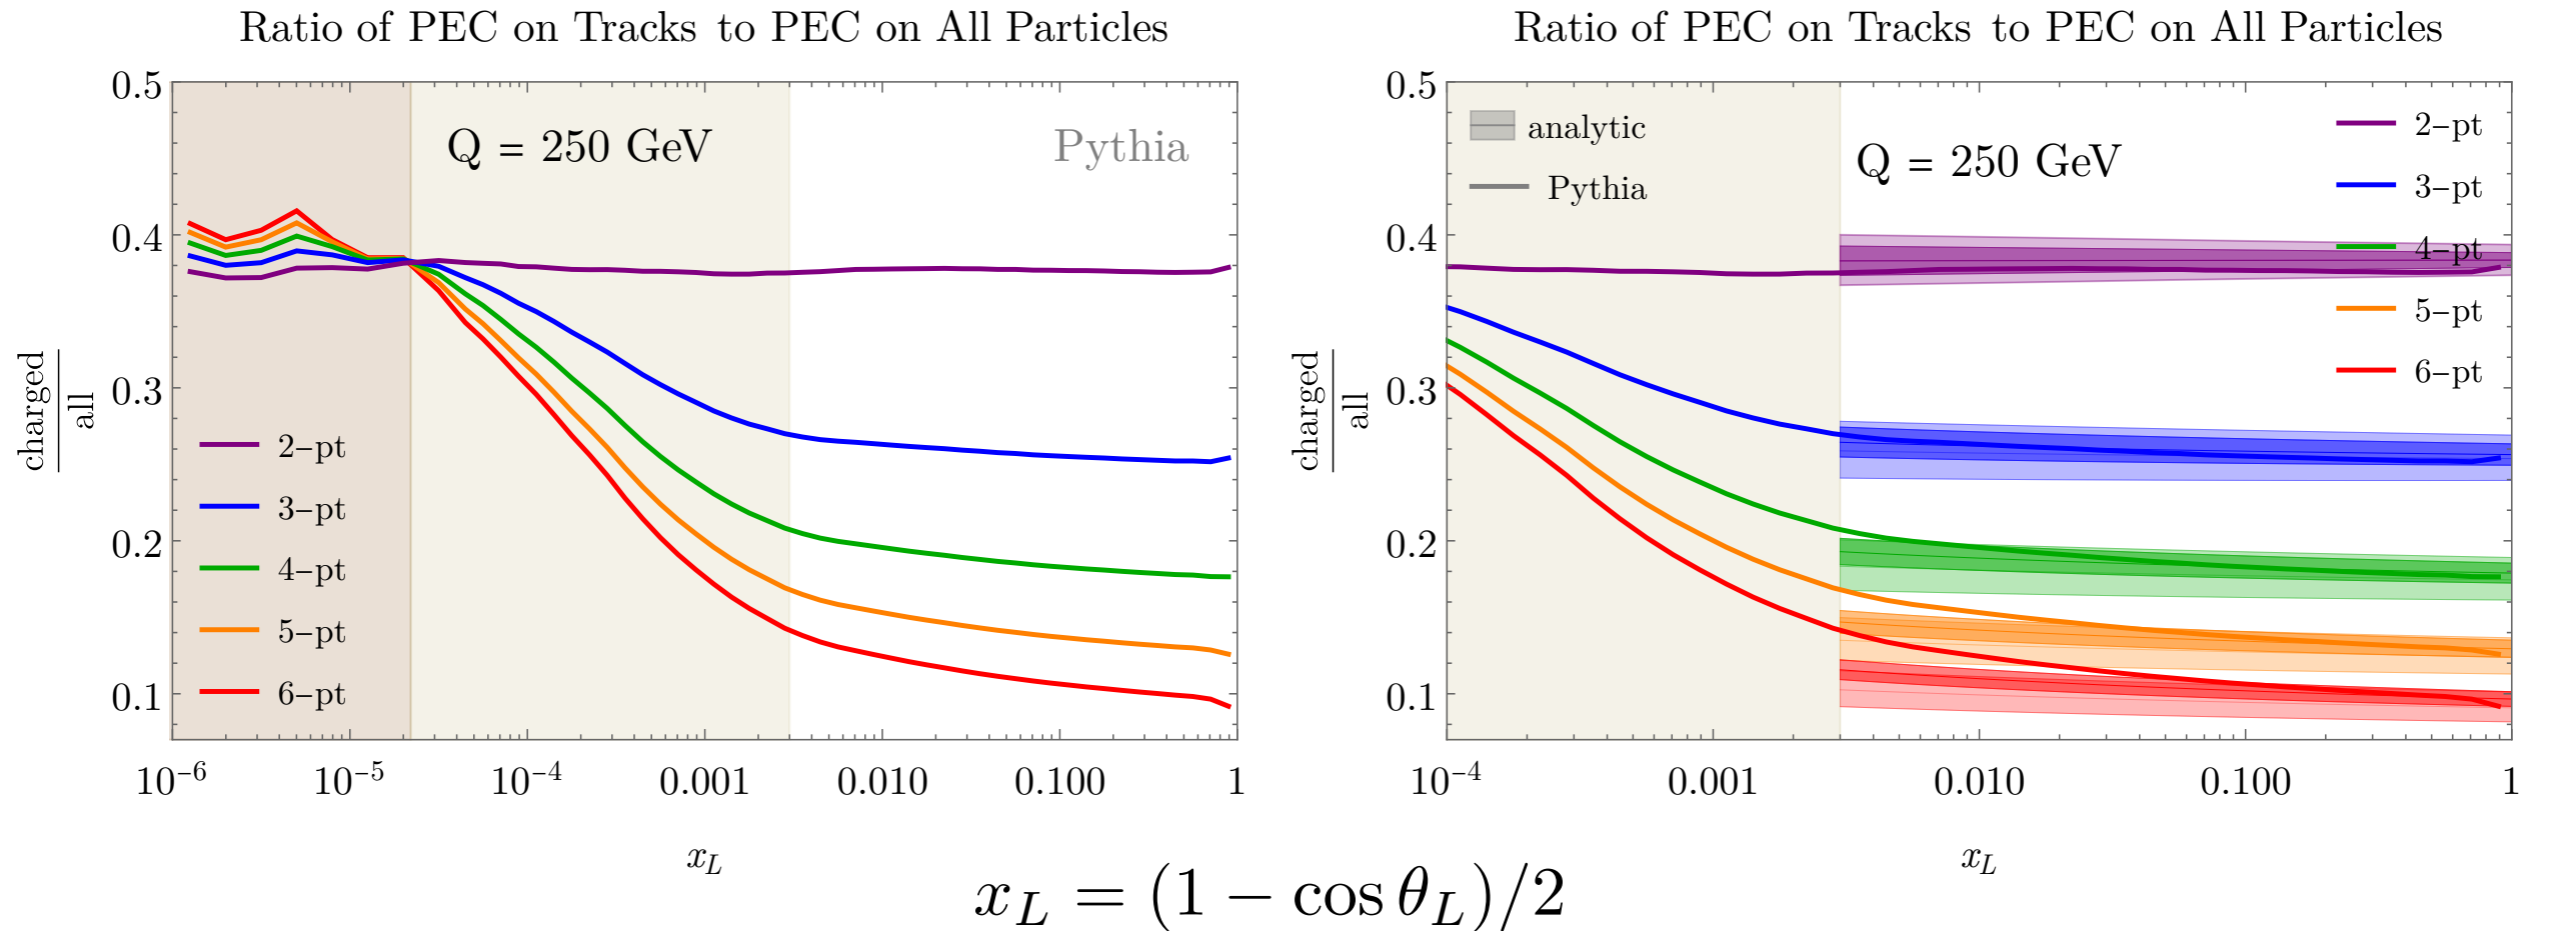 Ratio of PEC on Tracks to PEC on All Particles
0.5
0.4
0.3
0.2
0.1
charged
all
Q = 250 GeV
Pythia
2−pt
3−pt
4−pt
5−pt
6−pt
10⁻⁶
10⁻⁵
10⁻⁴
0.001
0.010
0.100
1
x_L
Ratio of PEC on Tracks to PEC on All Particles
0.5
0.4
0.3
0.2
0.1
charged
all
analytic
Pythia
Q = 250 GeV
2−pt
3−pt
4−pt
5−pt
6−pt
10⁻⁴
0.001
0.010
0.100
1
x_L
x_L = (1 − cos θ_L)/2